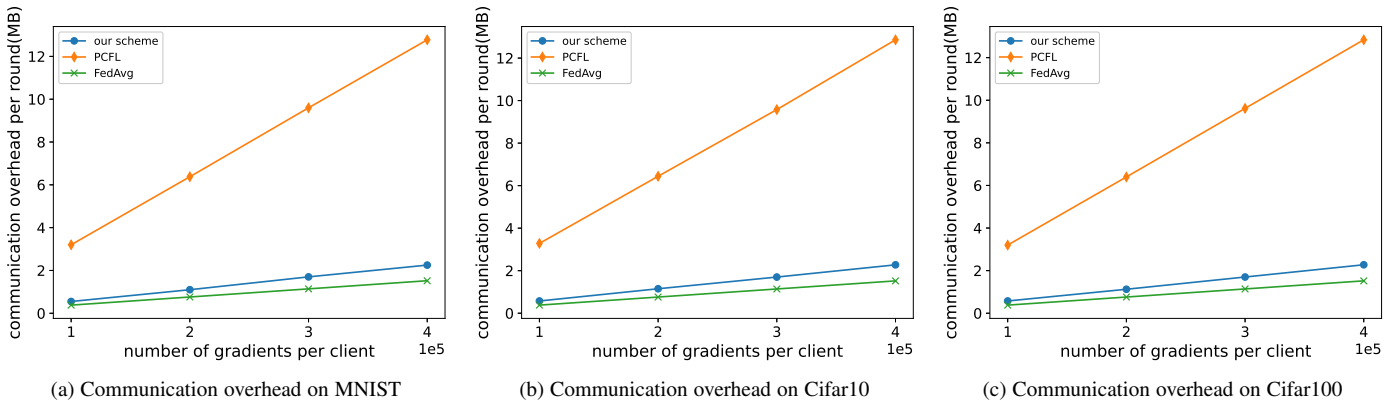 communication overhead per round(MB)
12
10
8
6
4
2
0
our scheme
PCFL
FedAvg
1
2
3
4
1e5
number of gradients per client
(a) Communication overhead on MNIST
communication overhead per round(MB)
12
10
8
6
4
2
0
our scheme
PCFL
FedAvg
1
2
3
4
1e5
number of gradients per client
(b) Communication overhead on Cifar10
communication overhead per round(MB)
12
10
8
6
4
2
0
our scheme
PCFL
FedAvg
1
2
3
4
1e5
number of gradients per client
(c) Communication overhead on Cifar100